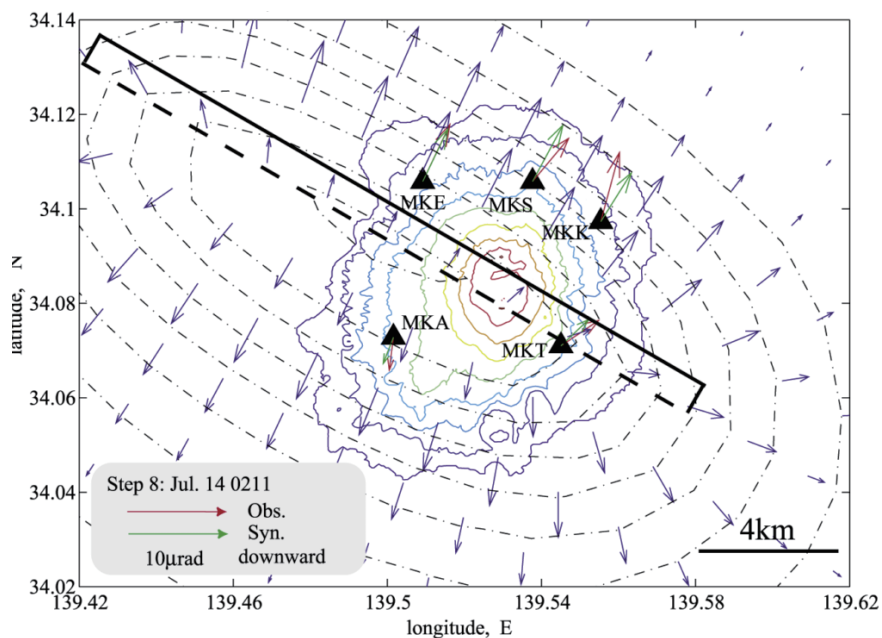 34.14
34.12
34.1
34.08
34.06
34.04
34.02
latitude, N
MKE
MKS
MKK
MKA
MKT
Step 8: Jul. 14 0211
Obs.
Syn.
10μrad downward
4km
139.42 139.46 139.5 139.54 139.58 139.62
longitude, E